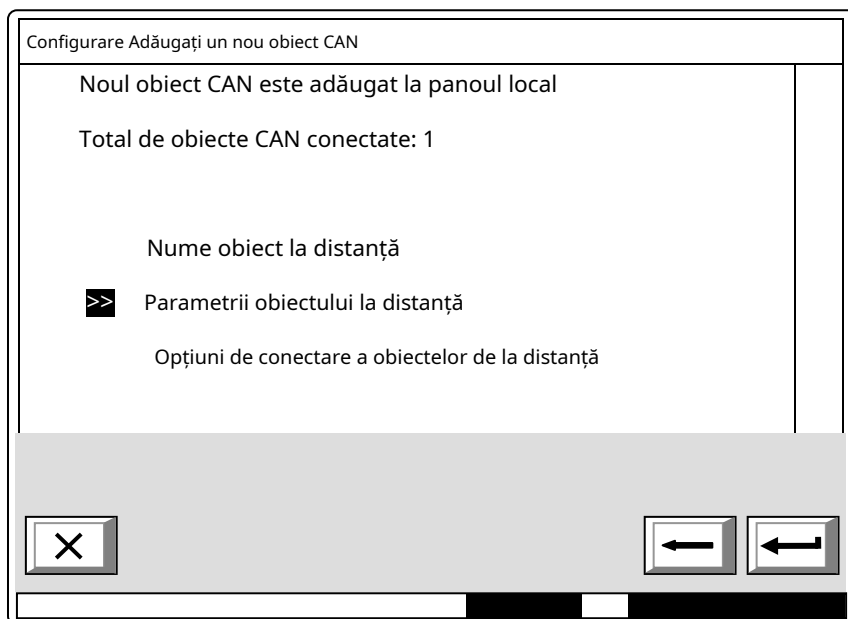 Configurare Adăugați un nou obiect CAN
Noul obiect CAN este adăugat la panoul local
Total de obiecte CAN conectate: 1
Nume obiect la distanță
>> Parametrii obiectului la distanță
Opțiuni de conectare a obiectelor de la distanță